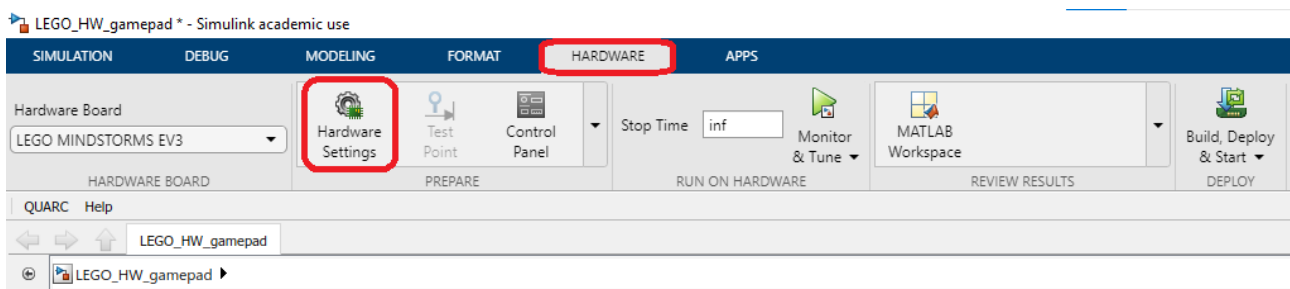 LEGO_HW_gamepad * - Simulink academic use
SIMULATION DEBUG MODELING FORMAT HARDWARE APPS
Hardware Board
LEGO MINDSTORMS EV3
HARDWARE BOARD
Hardware
Settings
Test
Point
Control
Panel
PREPARE
Stop Time inf
Monitor
& Tune
RUN ON HARDWARE
MATLAB
Workspace
REVIEW RESULTS
Build, Deploy
& Start
DEPLOY
QUARC Help
LEGO_HW_gamepad
LEGO_HW_gamepad